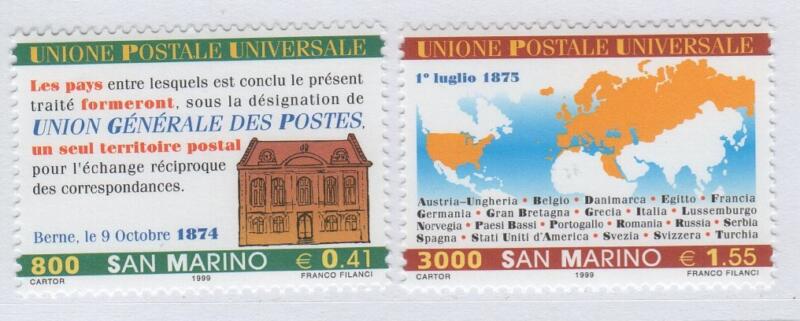 UNIONE POSTALE UNIVERSALE
Les pays entre lesquels est conclu le présent
traité formeront, sous la désignation de
UNION GÉNÉRALE DES POSTES,
un seul territoire postal
pour l'échange réciproque
des correspondances.
Berne, le 9 Octobre 1874
800 SAN MARINO € 0.41
CARTOR 1999 FRANCO FILANCI
UNIONE POSTALE UNIVERSALE
1° luglio 1875
Austria-Ungheria • Belgio • Danimarca • Egitto • Francia
Germania • Gran Bretagna • Grecia • Italia • Lussemburgo
Norvegia • Paesi Bassi • Portogallo • Romania • Russia • Serbia
Spagna • Stati Uniti d'America • Svezia • Svizzera • Turchia
3000 SAN MARINO € 1.55
CARTOR 1999 FRANCO FILANCI